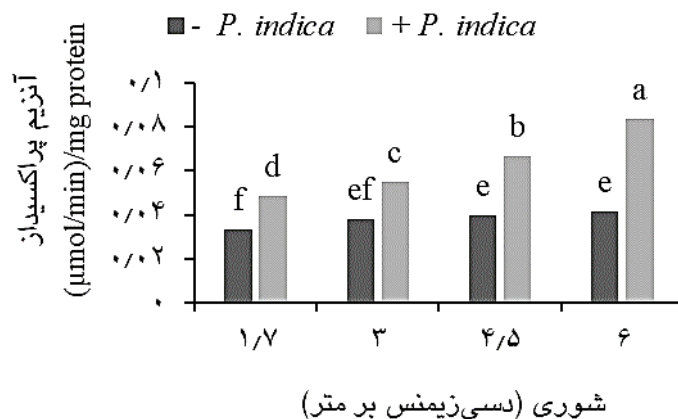 - P. indica + P. indica
آنزیم پراکسیداز
(µmol/min)/mg protein
۰/۱
۰/۰۸
۰/۰۶
۰/۰۴
۰/۰۲
۰
f d ef c e b e a
۱/۷ ۳ ۴/۵ ۶
شوری (دسی‌زیمنس بر متر)